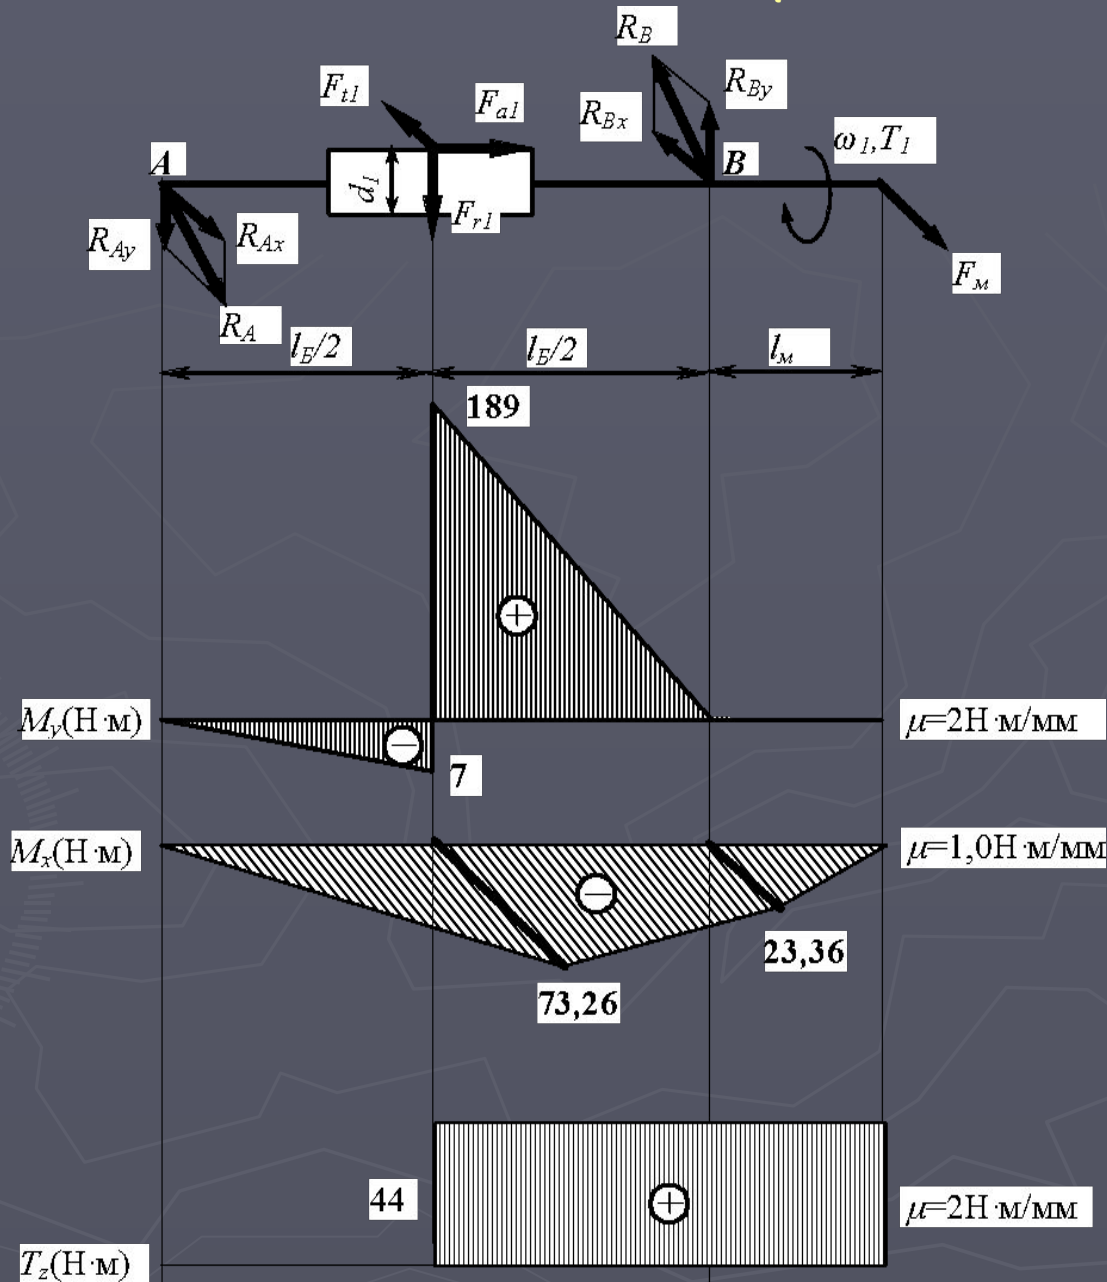 R_B
F_t1
F_a1
R_By
R_Bx
ω_1,T_1
A
B
d_1
F_r1
R_Ay
R_Ax
F_м
R_A
l_Б/2
l_Б/2
l_м
189
+
M_y(Н·м)
μ=2Н·м/мм
−
7
M_x(Н·м)
μ=1,0Н·м/мм
−
23,36
73,26
44
+
μ=2Н·м/мм
T_z(Н·м)